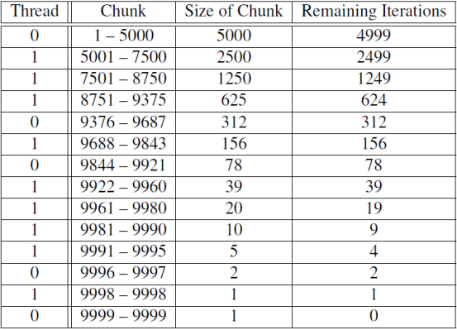 Thread Chunk Size of Chunk Remaining Iterations
0 1 – 5000 5000 4999
1 5001 – 7500 2500 2499
1 7501 – 8750 1250 1249
1 8751 – 9375 625 624
0 9376 – 9687 312 312
1 9688 – 9843 156 156
0 9844 – 9921 78 78
1 9922 – 9960 39 39
1 9961 – 9980 20 19
1 9981 – 9990 10 9
1 9991 – 9995 5 4
0 9996 – 9997 2 2
1 9998 – 9998 1 1
0 9999 – 9999 1 0